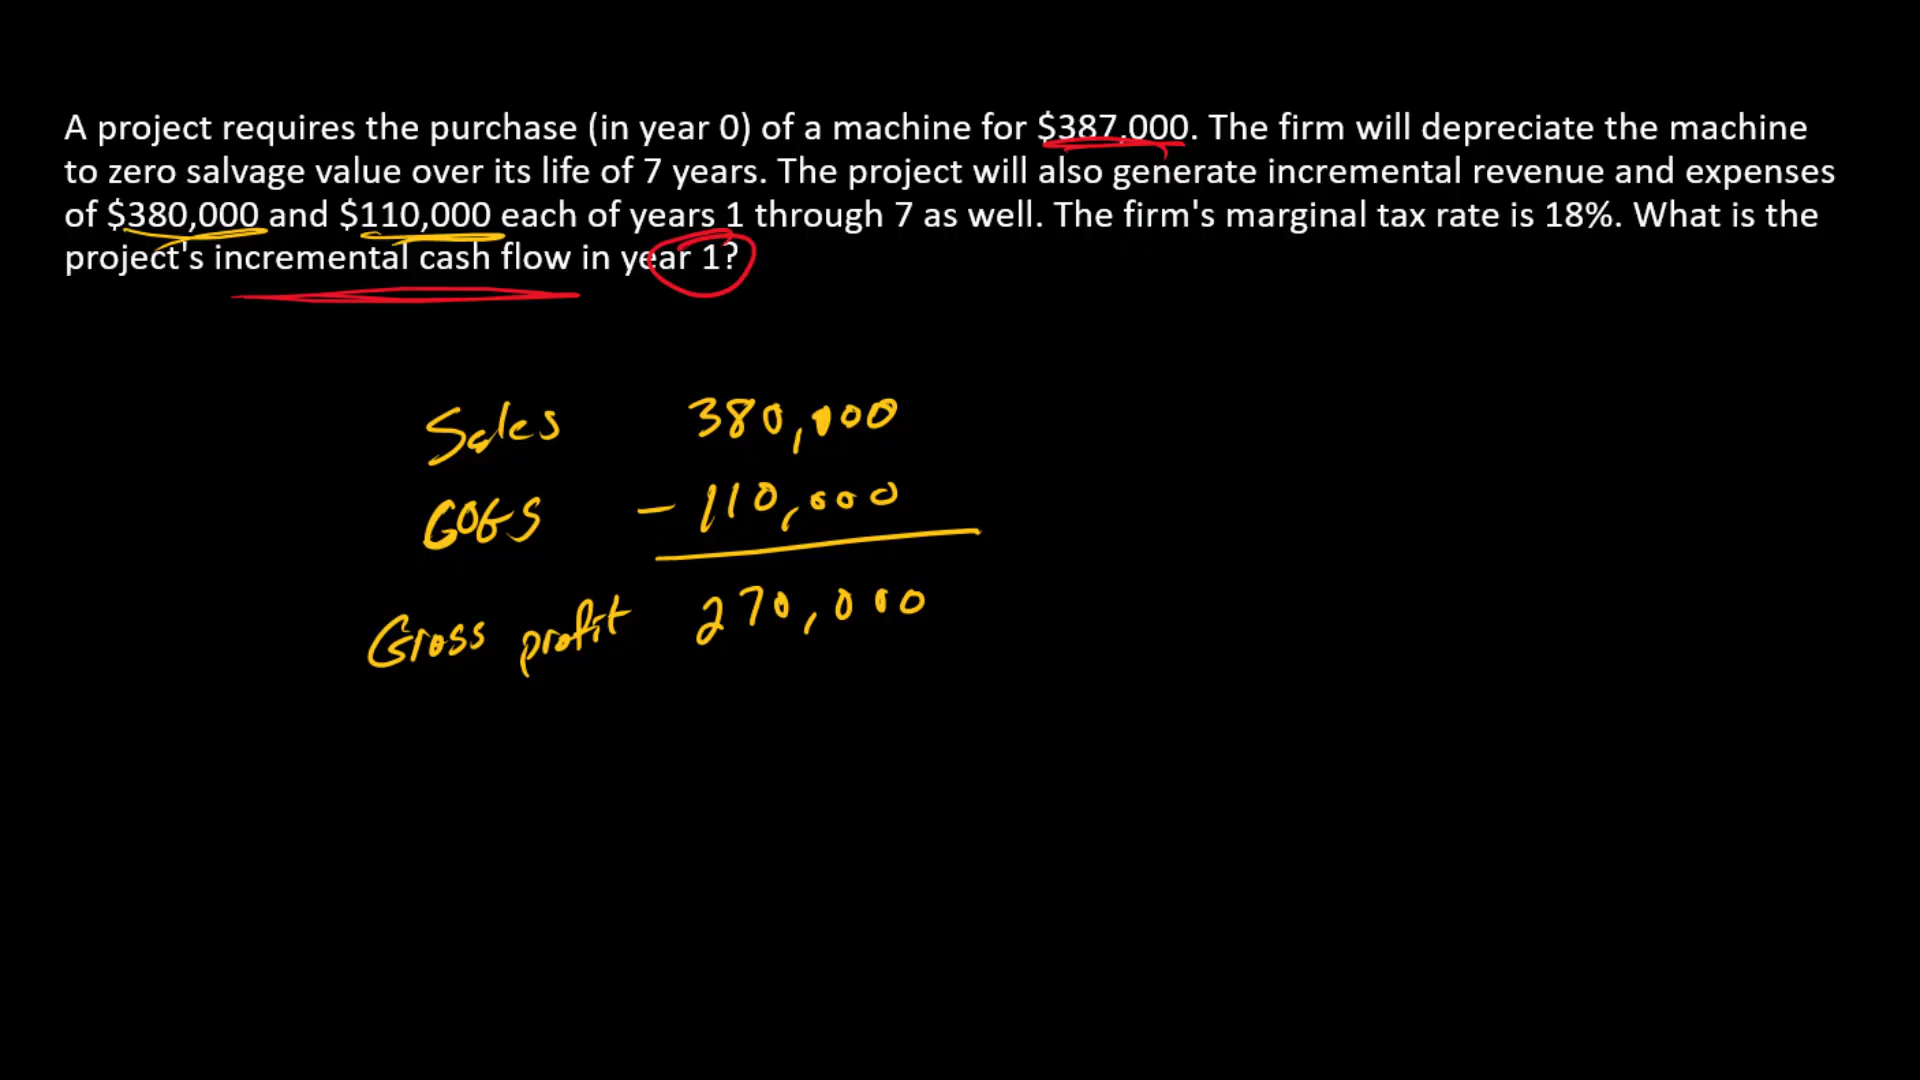 A project requires the purchase (in year 0) of a machine for $387,000. The firm will depreciate the machine
to zero salvage value over its life of 7 years. The project will also generate incremental revenue and expenses
of $380,000 and $110,000 each of years 1 through 7 as well. The firm's marginal tax rate is 18%. What is the
project's incremental cash flow in year 1?
Sales 380,000
COGS - 110,000
Gross profit 270,000